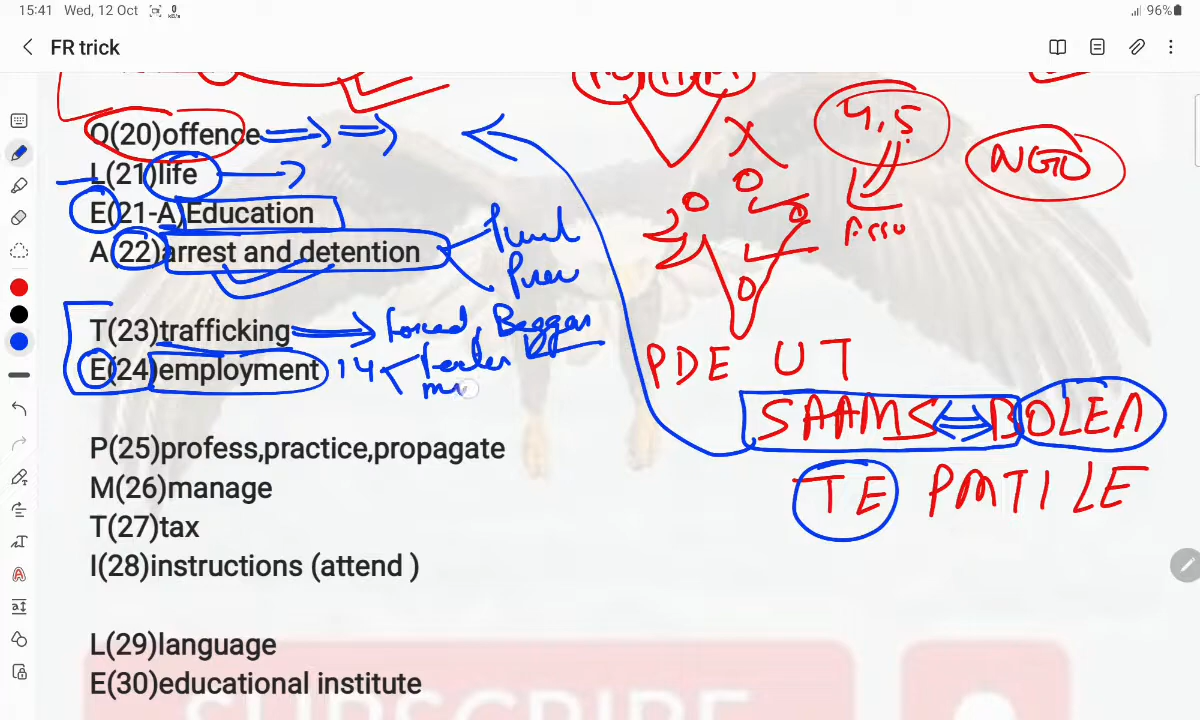 15:41 Wed, 12 Oct 96%
FR trick
O(20)offence
L(21)life
E(21-A)Education
A(22)arrest and detention
T(23)trafficking
E(24)employment 14
P(25)profess,practice,propagate
M(26)manage
T(27)tax
I(28)instructions (attend )
L(29)language
E(30)educational institute
forced, Beggar
X
4,5
NGO
PDE UT
SAAMS BOLEA
TE PMTILE
SUBSCRIBE